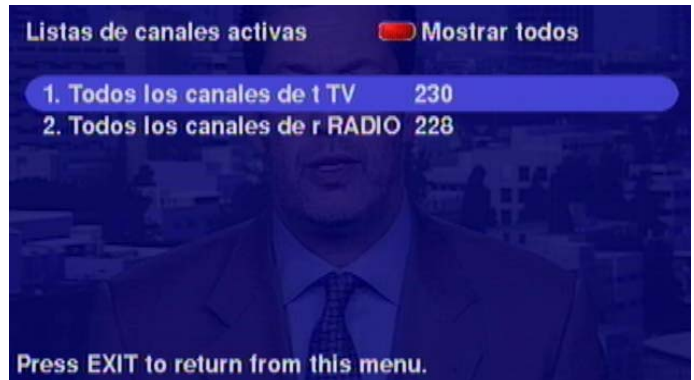 Listas de canales activas Mostrar todos
1. Todos los canales de t TV 230
2. Todos los canales de r RADIO 228
Press EXIT to return from this menu.